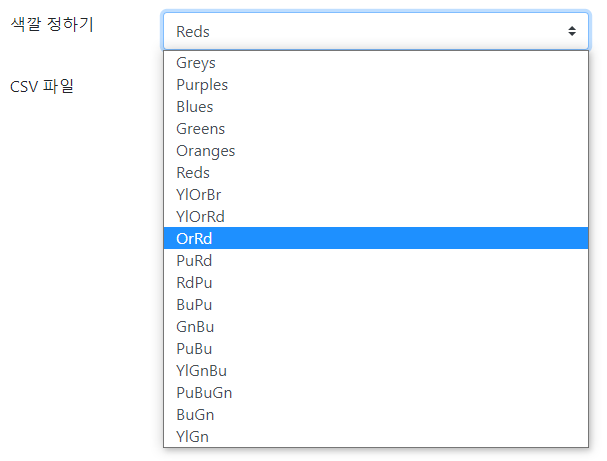 색깔 정하기
Reds
CSV 파일
Greys
Purples
Blues
Greens
Oranges
Reds
YlOrBr
YlOrRd
OrRd
PuRd
RdPu
BuPu
GnBu
PuBu
YlGnBu
PuBuGn
BuGn
YlGn